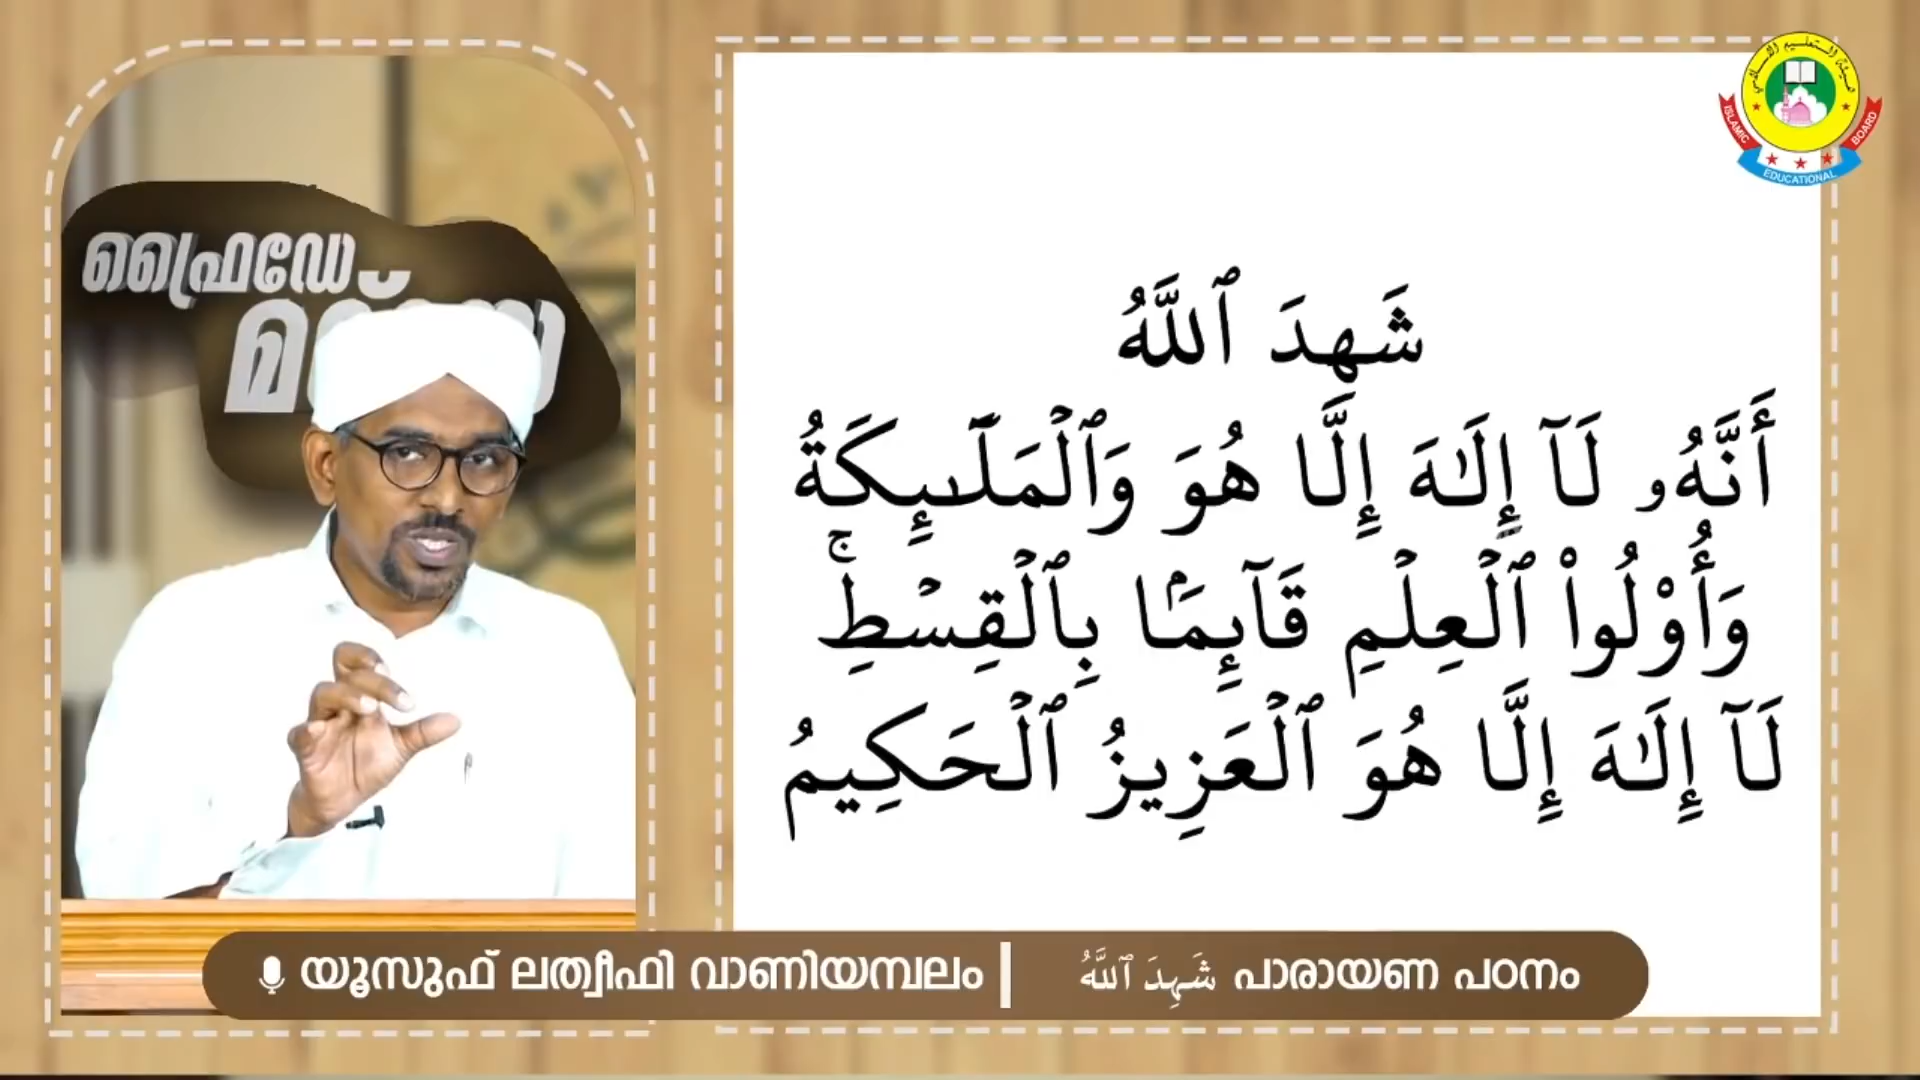 ഫ്രൈഡേ
شَهِدَ ٱللَّهُ
أَنَّهُۥ لَآ إِلَٰهَ إِلَّا هُوَ وَٱلْمَلَٰٓئِكَةُ
وَأُو۟لُوا۟ ٱلْعِلْمِ قَآئِمًۢا بِٱلْقِسْطِ ۚ
لَآ إِلَٰهَ إِلَّا هُوَ ٱلْعَزِيزُ ٱلْحَكِيمُ
ISLAMIC EDUCATIONAL BOARD
യൂസുഫ് ലത്വീഫി വാണിയമ്പലം | شَهِدَ ٱللَّهُ പാരായണ പഠനം